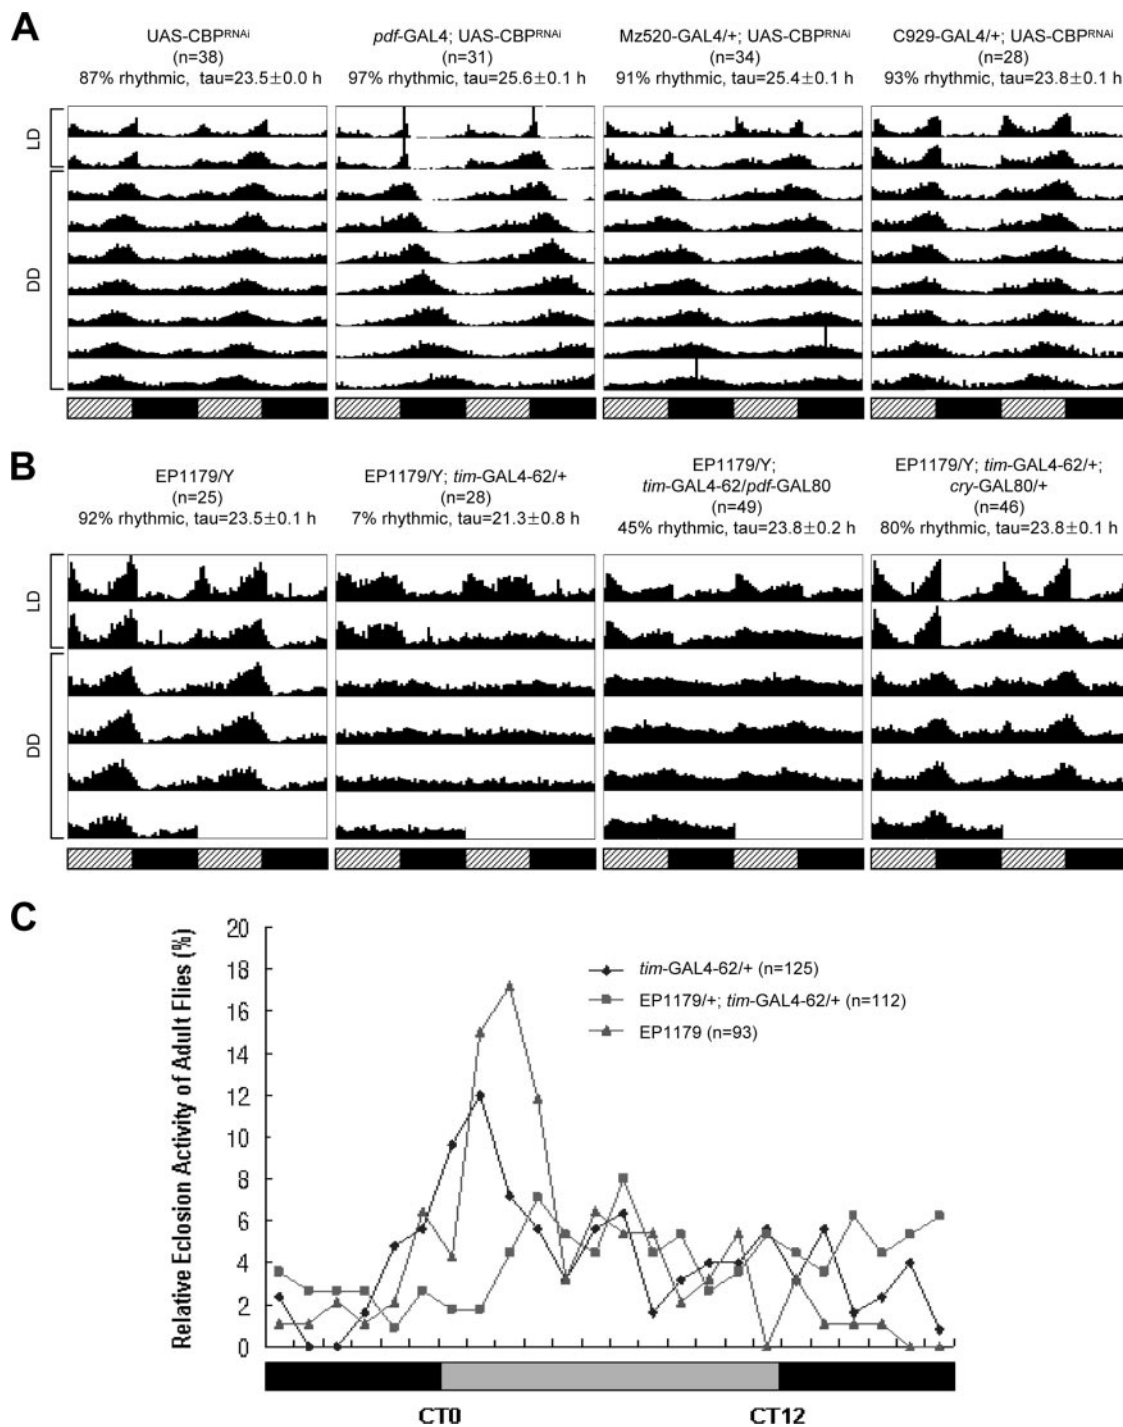 A
UAS-CBPRNAi
(n=38)
87% rhythmic, tau=23.5±0.0 h
pdf-GAL4; UAS-CBPRNAi
(n=31)
97% rhythmic, tau=25.6±0.1 h
Mz520-GAL4/+; UAS-CBPRNAi
(n=34)
91% rhythmic, tau=25.4±0.1 h
C929-GAL4/+; UAS-CBPRNAi
(n=28)
93% rhythmic, tau=23.8±0.1 h
LD
DD
B
EP1179/Y
(n=25)
92% rhythmic, tau=23.5±0.1 h
EP1179/Y; tim-GAL4-62/+
(n=28)
7% rhythmic, tau=21.3±0.8 h
EP1179/Y;
tim-GAL4-62/pdf-GAL80
(n=49)
45% rhythmic, tau=23.8±0.2 h
EP1179/Y; tim-GAL4-62/+;
cry-GAL80/+
(n=46)
80% rhythmic, tau=23.8±0.1 h
LD
DD
C
Relative Eclosion Activity of Adult Flies (%)
20
18
16
14
12
10
8
6
4
2
0
tim-GAL4-62/+ (n=125)
EP1179/+; tim-GAL4-62/+ (n=112)
EP1179 (n=93)
CT0
CT12